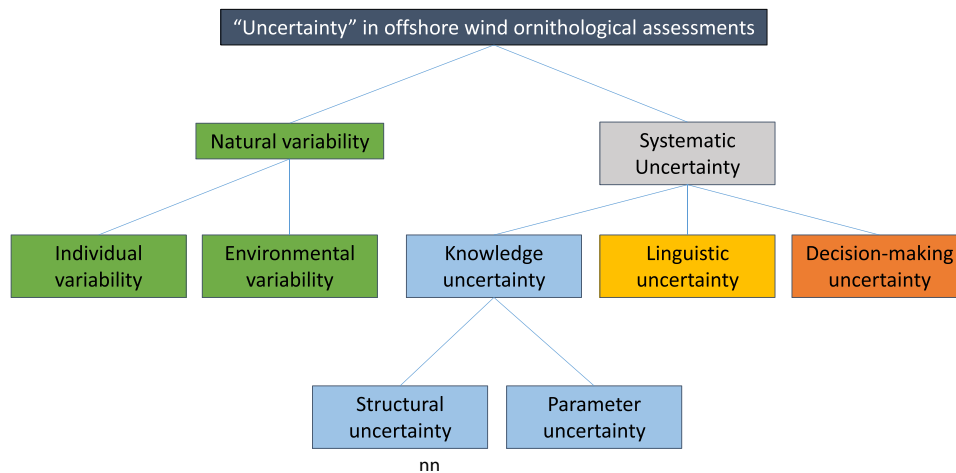 “Uncertainty” in offshore wind ornithological assessments
Natural variability
Systematic
Uncertainty
Individual
variability
Environmental
variability
Knowledge
uncertainty
Linguistic
uncertainty
Decision-making
uncertainty
Structural
uncertainty
Parameter
uncertainty
nn